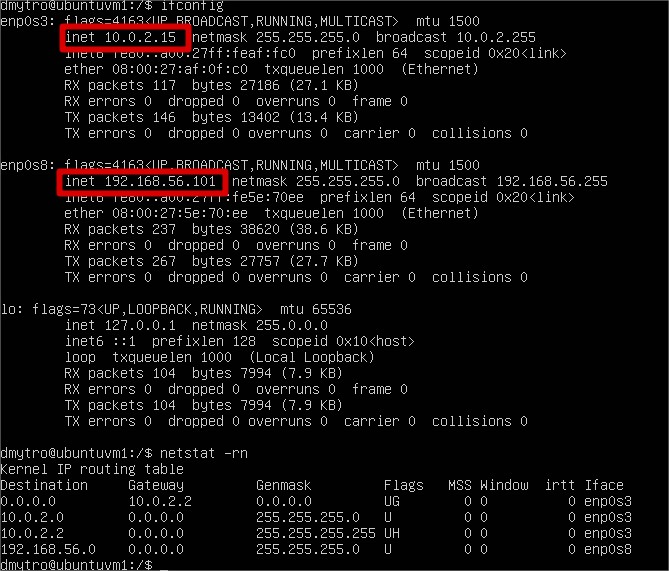 dmytro@ubuntuvm1:/$ ifconfig
enp0s3: flags=4163<UP,BROADCAST,RUNNING,MULTICAST>  mtu 1500
        inet 10.0.2.15  netmask 255.255.255.0  broadcast 10.0.2.255
        inet6 fe80::a00:27ff:feaf:fc0  prefixlen 64  scopeid 0x20<link>
        ether 08:00:27:af:0f:c0  txqueuelen 1000  (Ethernet)
        RX packets 117  bytes 27186 (27.1 KB)
        RX errors 0  dropped 0  overruns 0  frame 0
        TX packets 146  bytes 13402 (13.4 KB)
        TX errors 0  dropped 0 overruns 0  carrier 0  collisions 0
enp0s8: flags=4163<UP,BROADCAST,RUNNING,MULTICAST>  mtu 1500
        inet 192.168.56.101  netmask 255.255.255.0  broadcast 192.168.56.255
        inet6 fe80::a00:27ff:fe5e:70ee  prefixlen 64  scopeid 0x20<link>
        ether 08:00:27:5e:70:ee  txqueuelen 1000  (Ethernet)
        RX packets 237  bytes 38620 (38.6 KB)
        RX errors 0  dropped 0  overruns 0  frame 0
        TX packets 267  bytes 27757 (27.7 KB)
        TX errors 0  dropped 0 overruns 0  carrier 0  collisions 0
lo: flags=73<UP,LOOPBACK,RUNNING>  mtu 65536
        inet 127.0.0.1  netmask 255.0.0.0
        inet6 ::1  prefixlen 128  scopeid 0x10<host>
        loop  txqueuelen 1000  (Local Loopback)
        RX packets 104  bytes 7994 (7.9 KB)
        RX errors 0  dropped 0  overruns 0  frame 0
        TX packets 104  bytes 7994 (7.9 KB)
        TX errors 0  dropped 0 overruns 0  carrier 0  collisions 0
dmytro@ubuntuvm1:/$ netstat -rn
Kernel IP routing table
Destination     Gateway         Genmask         Flags   MSS Window  irtt Iface
0.0.0.0         10.0.2.2        0.0.0.0         UG        0 0          0 enp0s3
10.0.2.0        0.0.0.0         255.255.255.0   U         0 0          0 enp0s3
10.0.2.2        0.0.0.0         255.255.255.255 UH        0 0          0 enp0s3
192.168.56.0    0.0.0.0         255.255.255.0   U         0 0          0 enp0s8
dmytro@ubuntuvm1:/$ _